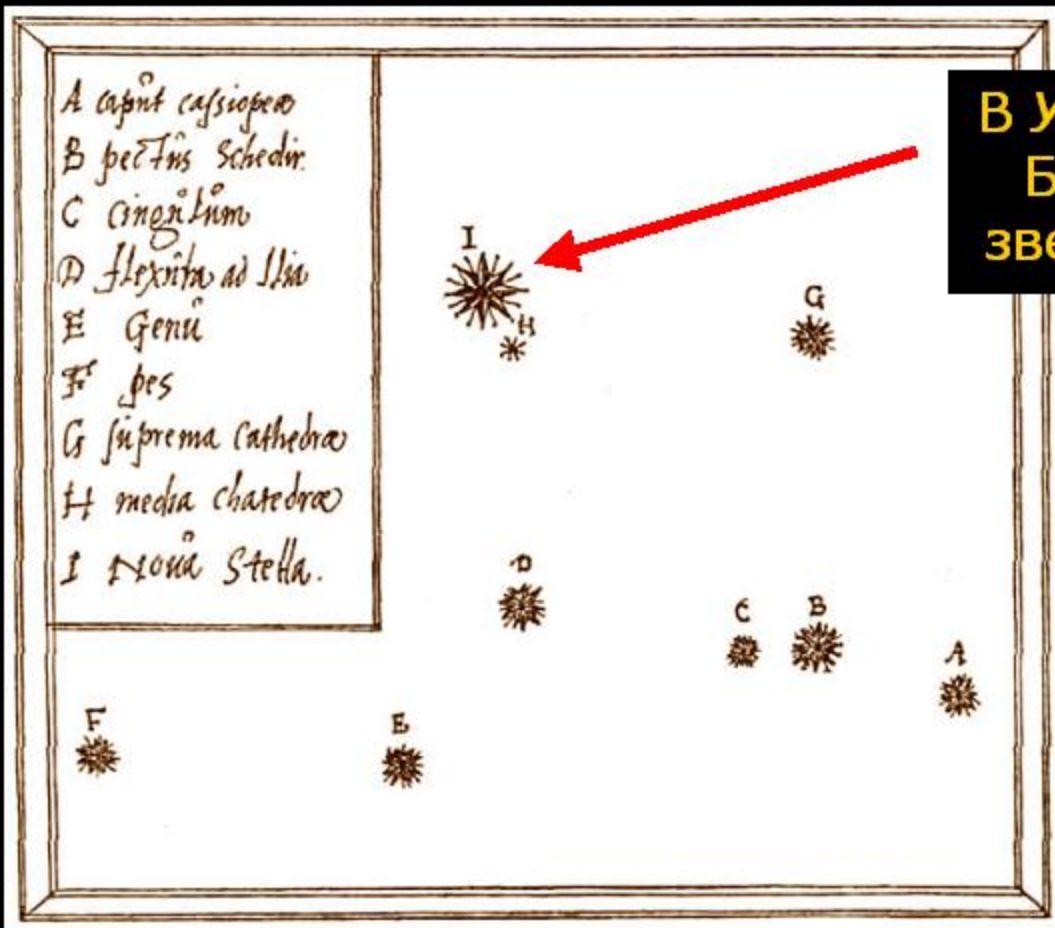 A caput cassiopeæ
B pectus Schedir.
C cingulum
D flexura ad Ilia
E Genu
F pes
G suprema Cathedræ
H media chatedræ
I Noua Stella.
I
H
G
D
C
B
A
F
E
В